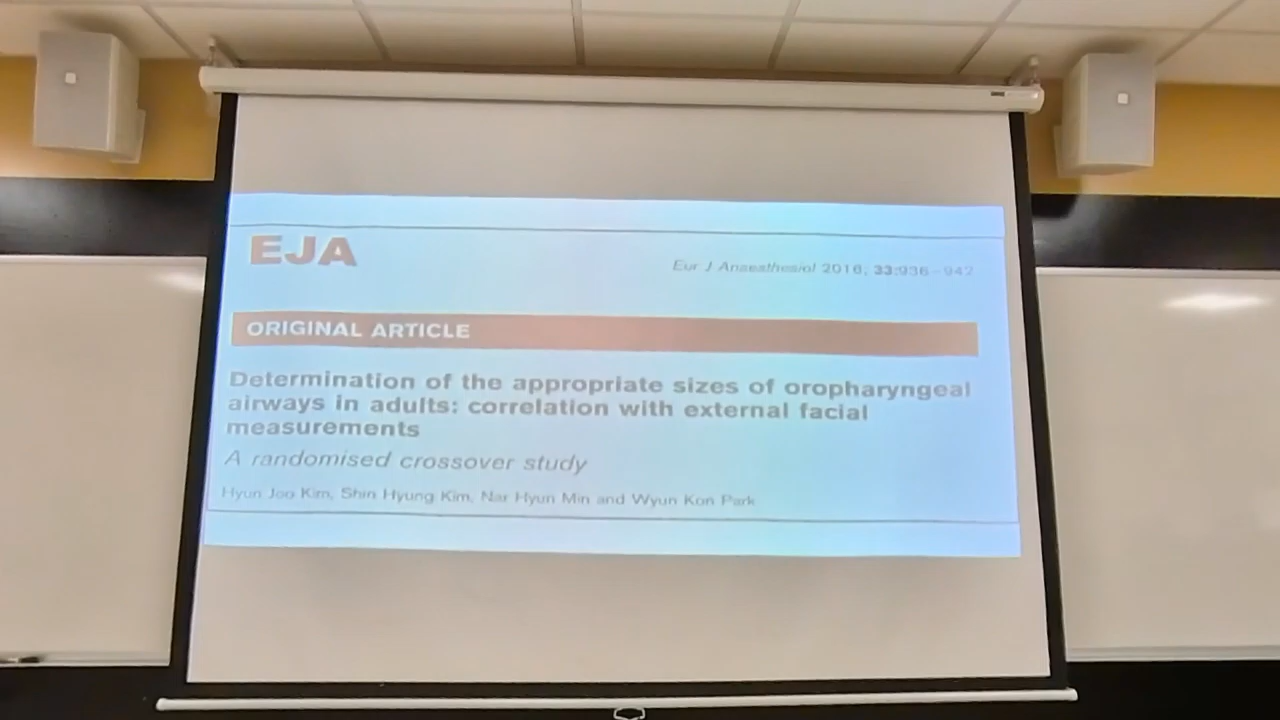 EJA
Eur J Anaesthesiol 2016; 33:936–942
ORIGINAL ARTICLE
Determination of the appropriate sizes of oropharyngeal
airways in adults: correlation with external facial
measurements
A randomised crossover study
Hyun Joo Kim, Shin Hyung Kim, Nar Hyun Min and Wyun Kon Park